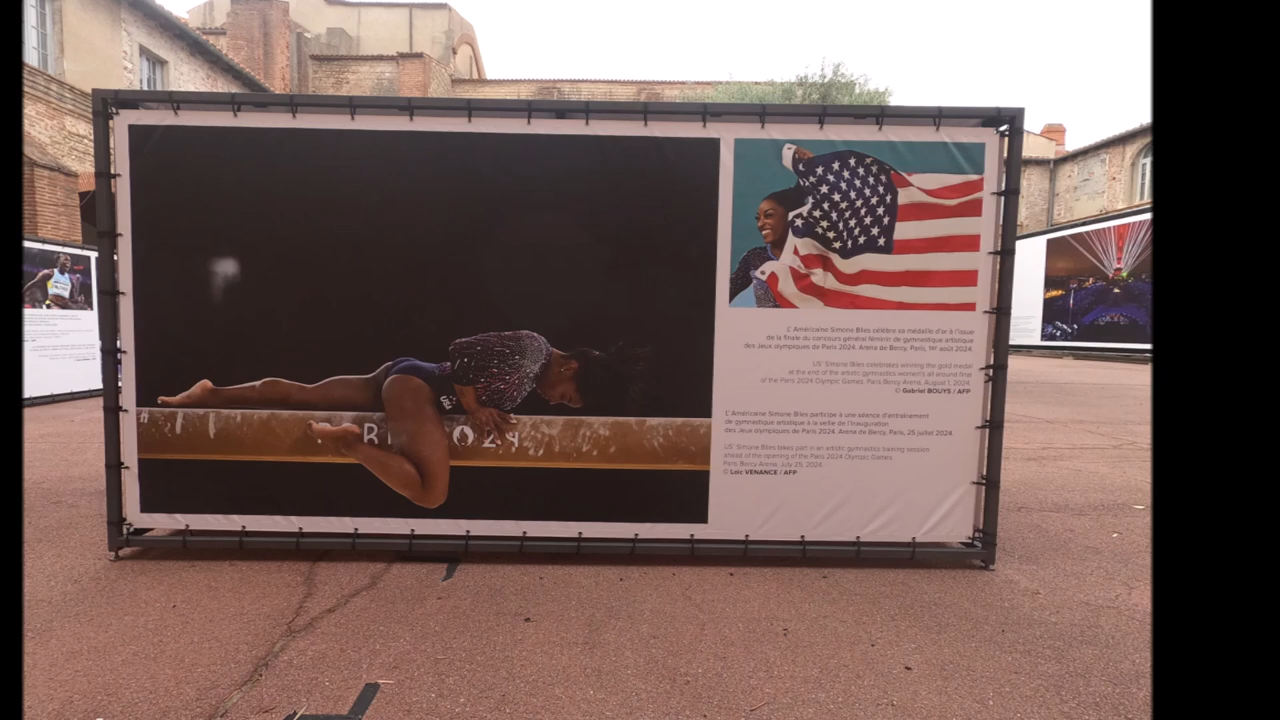 L'Américaine Simone Biles célèbre sa médaille d'or à l'issue
de la finale du concours général féminin de gymnastique artistique
des Jeux olympiques de Paris 2024. Arena de Bercy, Paris, 1er août 2024.
US' Simone Biles celebrates winning the gold medal
at the end of the artistic gymnastics women's all around final
of the Paris 2024 Olympic Games. Paris Bercy Arena, August 1, 2024.
© Gabriel BOUYS / AFP
L'Américaine Simone Biles participe à une séance d'entraînement
de gymnastique artistique à la veille de l'inauguration
des Jeux olympiques de Paris 2024. Arena de Bercy, Paris, 25 juillet 2024.
US' Simone Biles takes part in an artistic gymnastics training session
ahead of the opening of the Paris 2024 Olympic Games.
Paris Bercy Arena, July 25, 2024.
© Loic VENANCE / AFP